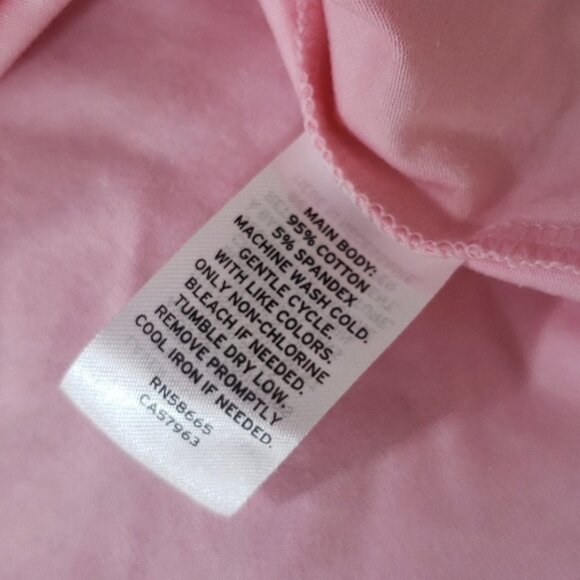 MAIN BODY:
95% COTTON
5% SPANDEX
MACHINE WASH COLD.
GENTLE CYCLE.
WITH LIKE COLORS.
ONLY NON-CHLORINE
BLEACH IF NEEDED.
TUMBLE DRY LOW.
REMOVE PROMPTLY
COOL IRON IF NEEDED.
RN58665
CA57963